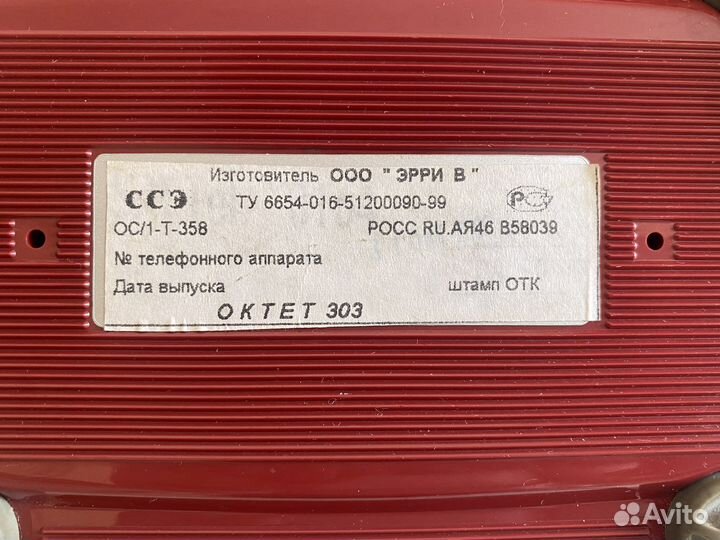 Изготовитель ООО " ЭРРИ В "
ССЭ ТУ 6654-016-51200090-99 РС
ОС/1-Т-358 РОСС RU.АЯ46 В58039
№ телефонного аппарата
Дата выпуска штамп ОТК
ОКТЕТ 303
Avito